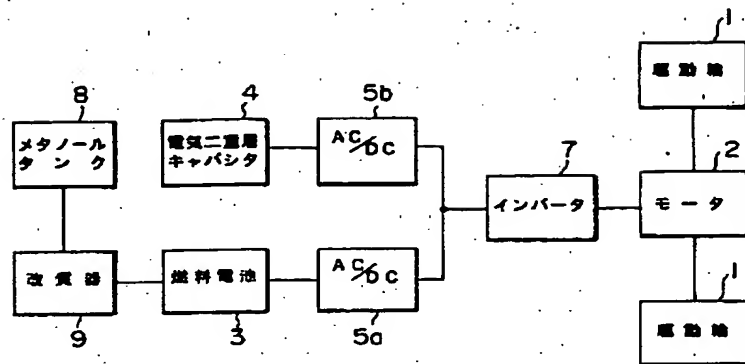 1
駆動輪
8
4
5b
メタノール
タンク
電気二重層
キャパシタ
AC/DC
7
2
インバータ
モータ
改質器
燃料電池
AC/DC
1
9
3
5a
駆動輪